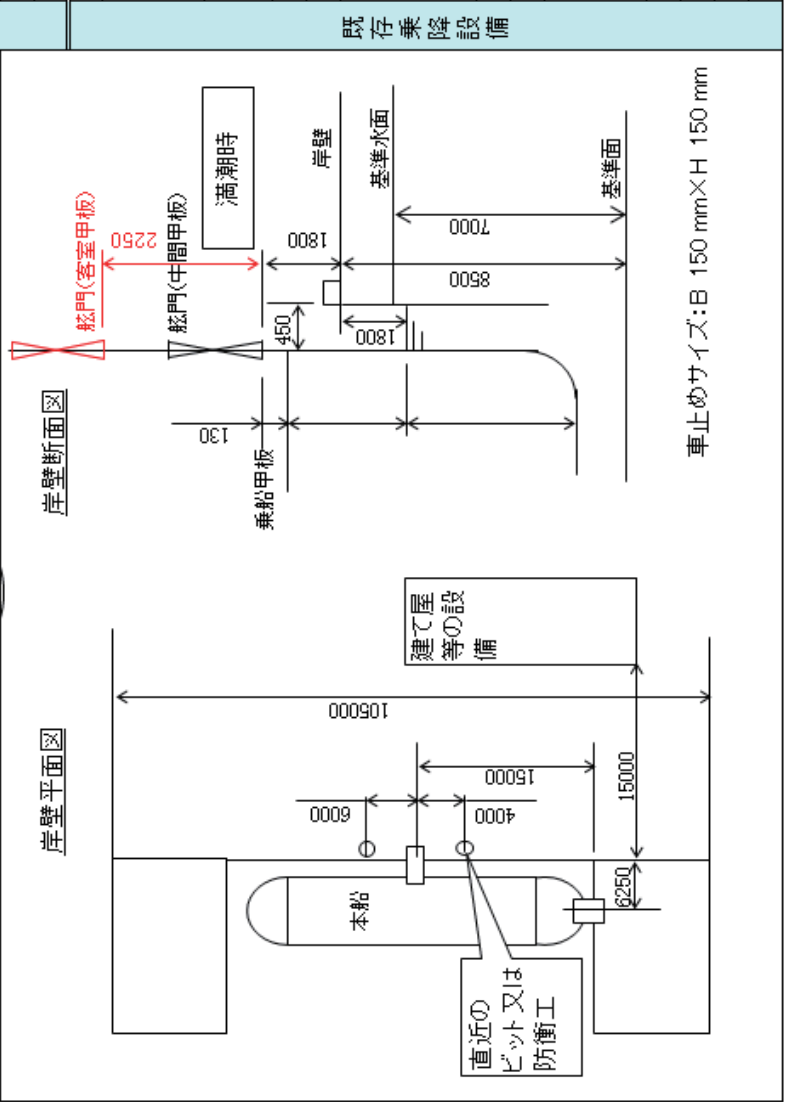 既存乗降設備
岸壁断面図
舷門(客室甲板)
2250
舷門(中間甲板)
満潮時
130
乗船甲板
450
1800
岸壁
基準水面
1800
8500
7000
基準面
車止めサイズ:B 150 mm×H 150 mm
岸壁平面図
105000
6000
4000
15000
本船
建て屋
等の設
備
15000
6250
直近の
ビット又は
防衝工